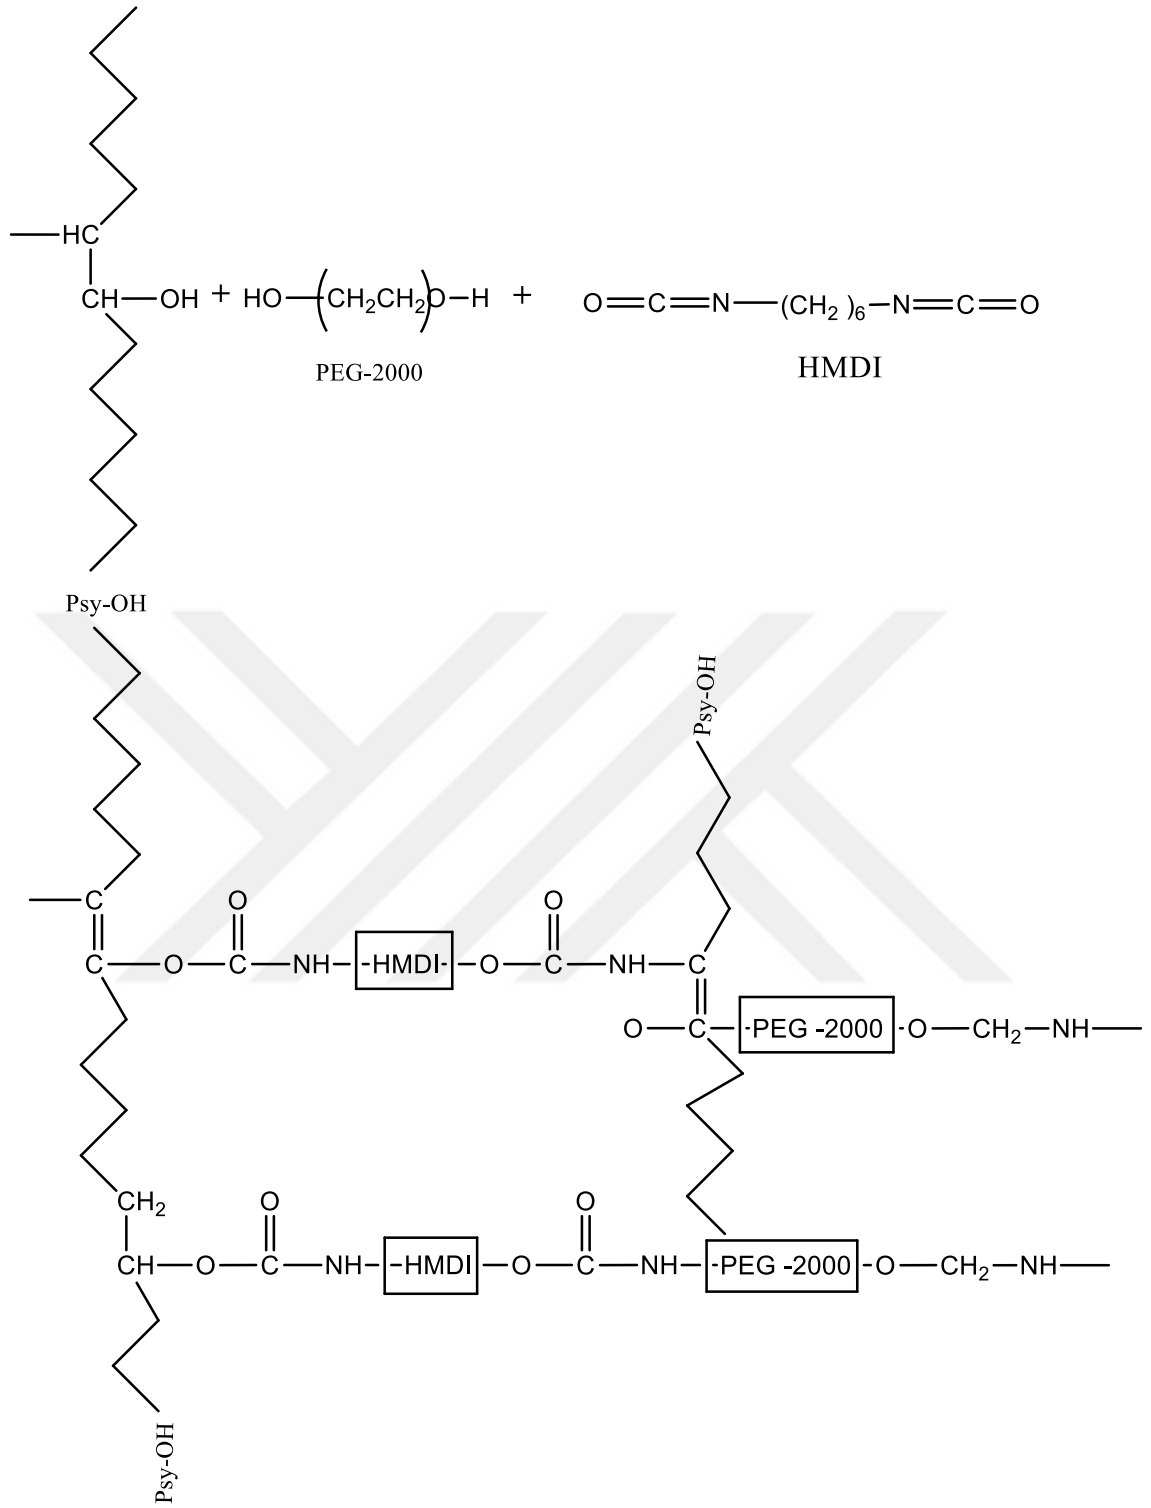 HC
CH OH + HO (CH₂CH₂)O H + O C N (CH₂)₆ N C O
PEG-2000
HMDI
Psy-OH
Psy-OH
C
O
O
C O C NH HMDI O C NH C
O C PEG -2000 O CH₂ NH
CH₂
O
O
CH O C NH HMDI O C NH PEG -2000 O CH₂ NH
Psy-OH